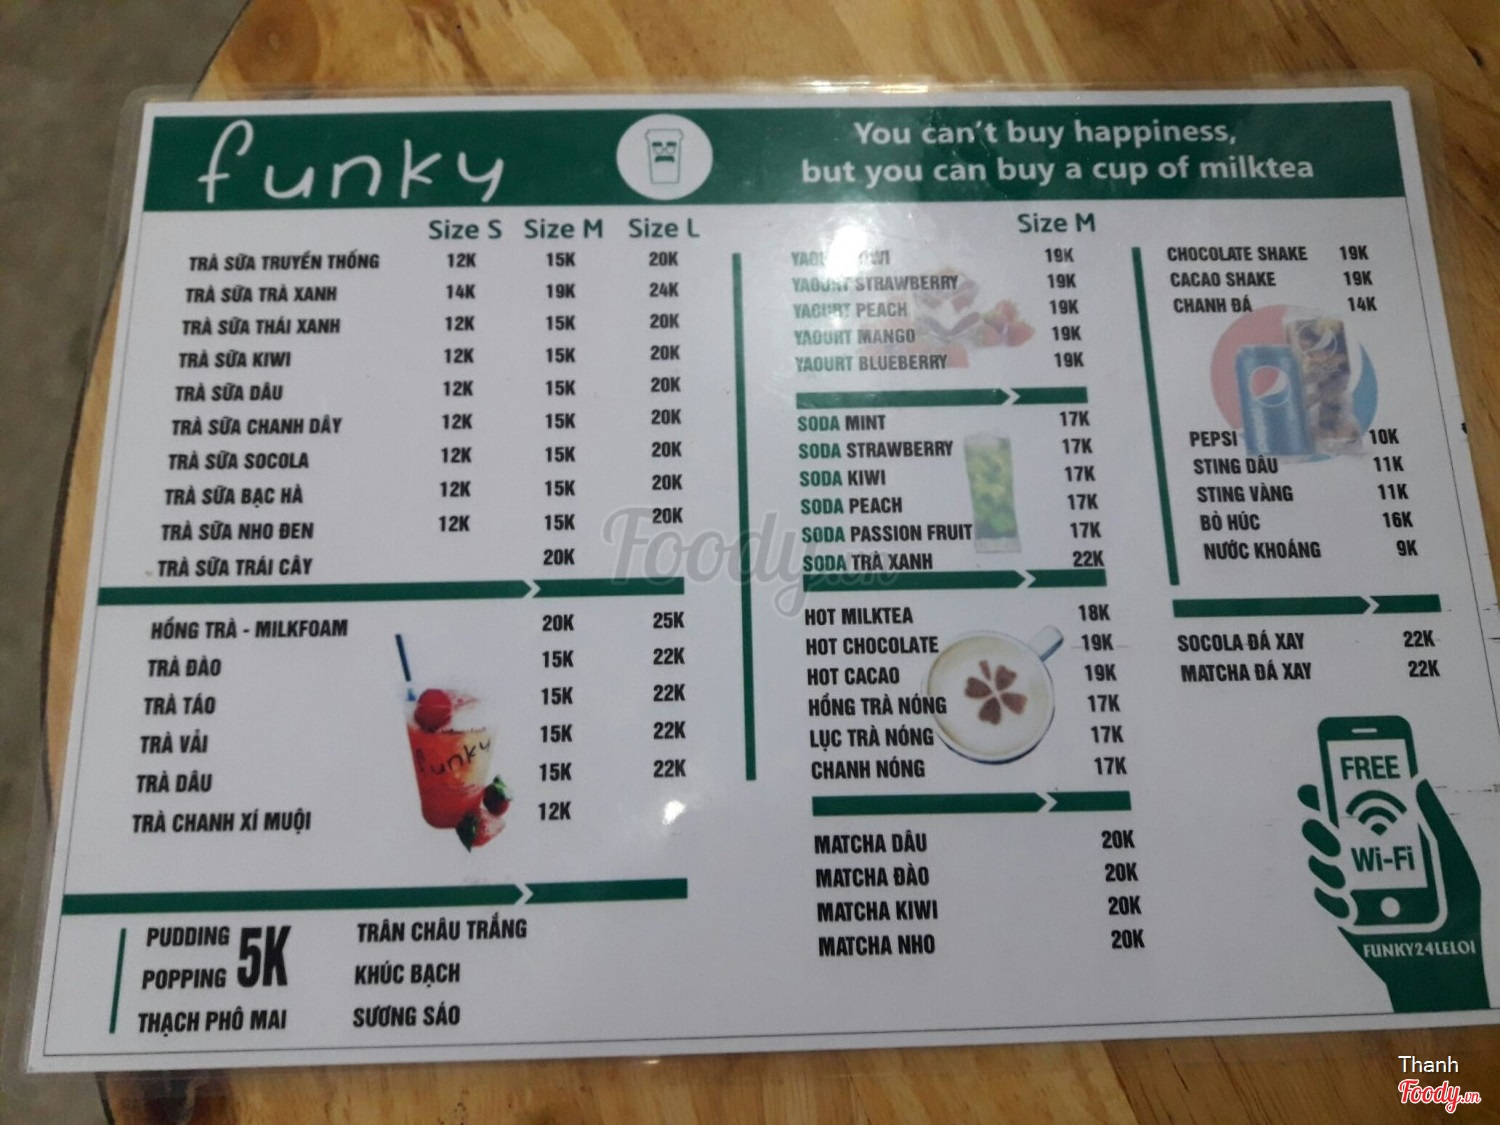 funky
You can't buy happiness,
but you can buy a cup of milktea
Size S Size M Size L
TRÀ SỮA TRUYỀN THỐNG 12K 15K 20K
TRÀ SỮA TRÀ XANH 14K 19K 24K
TRÀ SỮA THÁI XANH 12K 15K 20K
TRÀ SỮA KIWI 12K 15K 20K
TRÀ SỮA DÂU 12K 15K 20K
TRÀ SỮA CHANH DÂY 12K 15K 20K
TRÀ SỮA SOCOLA 12K 15K 20K
TRÀ SỮA BẠC HÀ 12K 15K 20K
TRÀ SỮA NHO ĐEN 12K 15K 20K
TRÀ SỮA TRÁI CÂY 20K
HỒNG TRÀ - MILKFOAM 20K 25K
TRÀ ĐÀO 15K 22K
TRÀ TÁO 15K 22K
TRÀ VẢI 15K 22K
TRÀ DÂU 15K 22K
TRÀ CHANH XÍ MUỘI 12K
funky
PUDDING 5K TRÂN CHÂU TRẮNG
POPPING KHÚC BẠCH
THẠCH PHÔ MAI SƯƠNG SÁO
Size M
19K
YAOURT STRAWBERRY 19K
YAOURT PEACH 19K
YAOURT MANGO 19K
YAOURT BLUEBERRY 19K
SODA MINT 17K
SODA STRAWBERRY 17K
SODA KIWI 17K
SODA PEACH 17K
SODA PASSION FRUIT 17K
SODA TRÀ XANH 22K
HOT MILKTEA 18K
HOT CHOCOLATE 19K
HOT CACAO 19K
HỒNG TRÀ NÓNG 17K
LỤC TRÀ NÓNG 17K
CHANH NÓNG 17K
MATCHA DÂU 20K
MATCHA ĐÀO 20K
MATCHA KIWI 20K
MATCHA NHO 20K
CHOCOLATE SHAKE 19K
CACAO SHAKE 19K
CHANH ĐÁ 14K
PEPSI 10K
STING DÂU 11K
STING VÀNG 11K
BÒ HÚC 16K
NƯỚC KHOÁNG 9K
SOCOLA ĐÁ XAY 22K
MATCHA ĐÁ XAY 22K
FREE
Wi-Fi
FUNKY24LELOI
Foody.vn
Thanh
Foody.vn